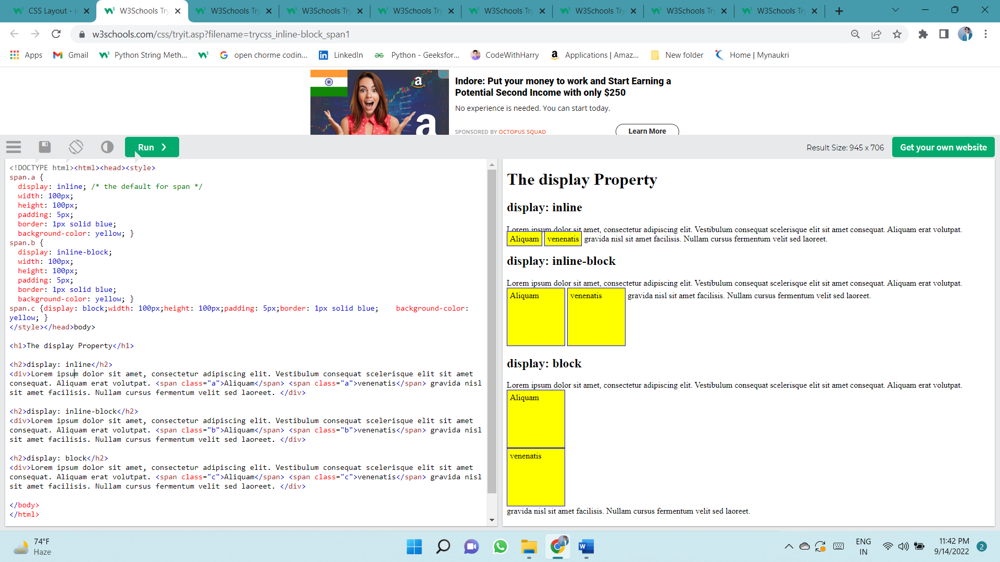 CSS Layout - i
W3Schools Try
W3Schools Try
W3Schools Try
W3Schools Try
W3Schools Try
W3Schools Try
W3Schools Tr
W3Schools Try
w3schools.com/css/tryit.asp?filename=trycss_inline-block_span1
Apps
Gmail
Python String Meth...
open chorme codin...
LinkedIn
Python - Geeksfor...
CodeWithHarry
Applications | Amaz...
New folder
Home | Mynaukri
Indore: Put your money to work and Start Earning a
Potential Second Income with only $250
No experience is needed. You can start today.
SPONSORED BY OCTOPUS SQUAD
Learn More
Run ❯
Result Size: 945 x 706
Get your own website
<!DOCTYPE html><html><head><style>
span.a {
display: inline; /* the default for span */
width: 100px;
height: 100px;
padding: 5px;
border: 1px solid blue;
background-color: yellow; }
span.b {
display: inline-block;
width: 100px;
height: 100px;
padding: 5px;
border: 1px solid blue;
background-color: yellow; }
span.c {display: block;width: 100px;height: 100px;padding: 5px;border: 1px solid blue;    background-color:
yellow; }
</style></head>body>
<h1>The display Property</h1>
<h2>display: inline</h2>
<div>Lorem ipsum dolor sit amet, consectetur adipiscing elit. Vestibulum consequat scelerisque elit sit amet
consequat. Aliquam erat volutpat. <span class="a">Aliquam</span> <span class="a">venenatis</span> gravida nisl
sit amet facilisis. Nullam cursus fermentum velit sed laoreet. </div>
<h2>display: inline-block</h2>
<div>Lorem ipsum dolor sit amet, consectetur adipiscing elit. Vestibulum consequat scelerisque elit sit amet
consequat. Aliquam erat volutpat. <span class="b">Aliquam</span> <span class="b">venenatis</span> gravida nisl
sit amet facilisis. Nullam cursus fermentum velit sed laoreet. </div>
<h2>display: block</h2>
<div>Lorem ipsum dolor sit amet, consectetur adipiscing elit. Vestibulum consequat scelerisque elit sit amet
consequat. Aliquam erat volutpat. <span class="c">Aliquam</span> <span class="c">venenatis</span> gravida nisl
sit amet facilisis. Nullam cursus fermentum velit sed laoreet. </div>
</body>
</html>
The display Property
display: inline
Lorem ipsum dolor sit amet, consectetur adipiscing elit. Vestibulum consequat scelerisque elit sit amet consequat. Aliquam erat volutpat.
Aliquam venenatis gravida nisl sit amet facilisis. Nullam cursus fermentum velit sed laoreet.
display: inline-block
Lorem ipsum dolor sit amet, consectetur adipiscing elit. Vestibulum consequat scelerisque elit sit amet consequat. Aliquam erat volutpat.
Aliquam venenatis gravida nisl sit amet facilisis. Nullam cursus fermentum velit sed laoreet.
display: block
Lorem ipsum dolor sit amet, consectetur adipiscing elit. Vestibulum consequat scelerisque elit sit amet consequat. Aliquam erat volutpat.
Aliquam
venenatis
gravida nisl sit amet facilisis. Nullam cursus fermentum velit sed laoreet.
74°F
Haze
ENG
IN
11:42 PM
9/14/2022
2